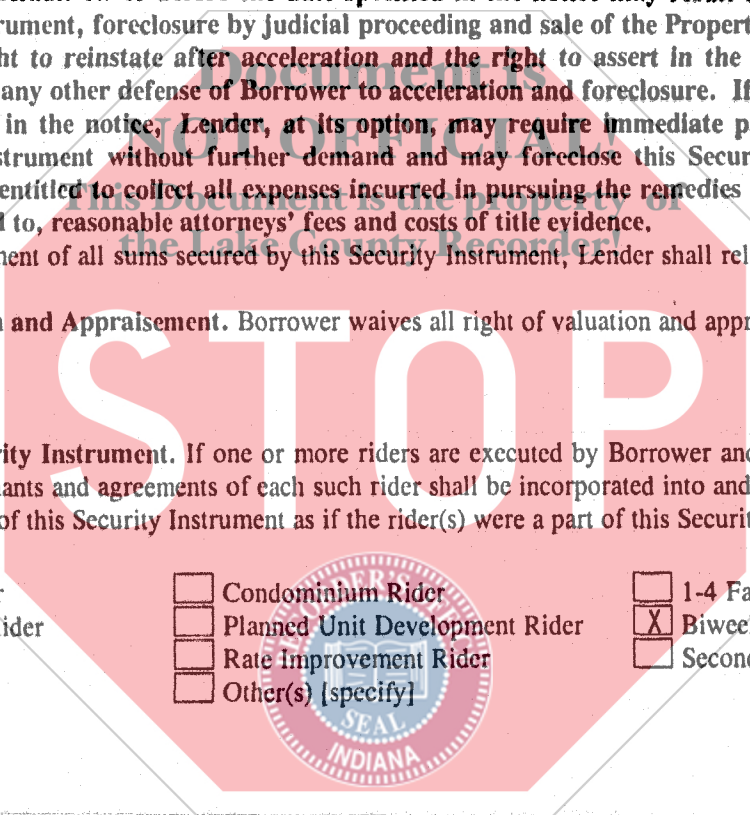 rument, foreclosure by judicial proceeding and sale of the Propert
ht to reinstate after acceleration and the right to assert in the
any other defense of Borrower to acceleration and foreclosure. If
in the notice, Lender, at its option, may require immediate p
strument without further demand and may foreclose this Secur
entitled to collect all expenses incurred in pursuing the remedies
d to, reasonable attorneys' fees and costs of title evidence.
nent of all sums secured by this Security Instrument, Lender shall rel
Document is
NOT OFFICIAL!
This Document is the property of
the Lake County Recorder!
and Appraisement. Borrower waives all right of valuation and appr
STOP
rity Instrument. If one or more riders are executed by Borrower and
ants and agreements of each such rider shall be incorporated into and
of this Security Instrument as if the rider(s) were a part of this Securit
Condominium Rider
Planned Unit Development Rider
Rate Improvement Rider
Other(s) [specify]
ider
1-4 Fa
X Biwee
Secon
SEAL
INDIANA